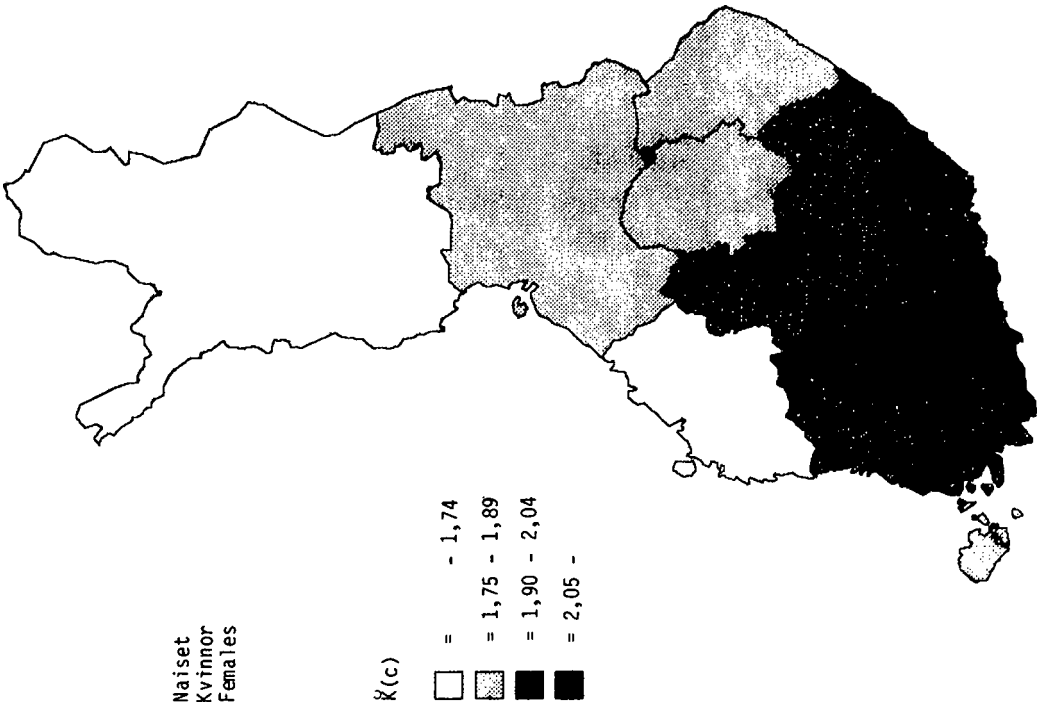 Naiset
Kvinnor
Females
K(c)
= - 1,74
= 1,75 - 1,89
= 1,90 - 2,04
= 2,05 -